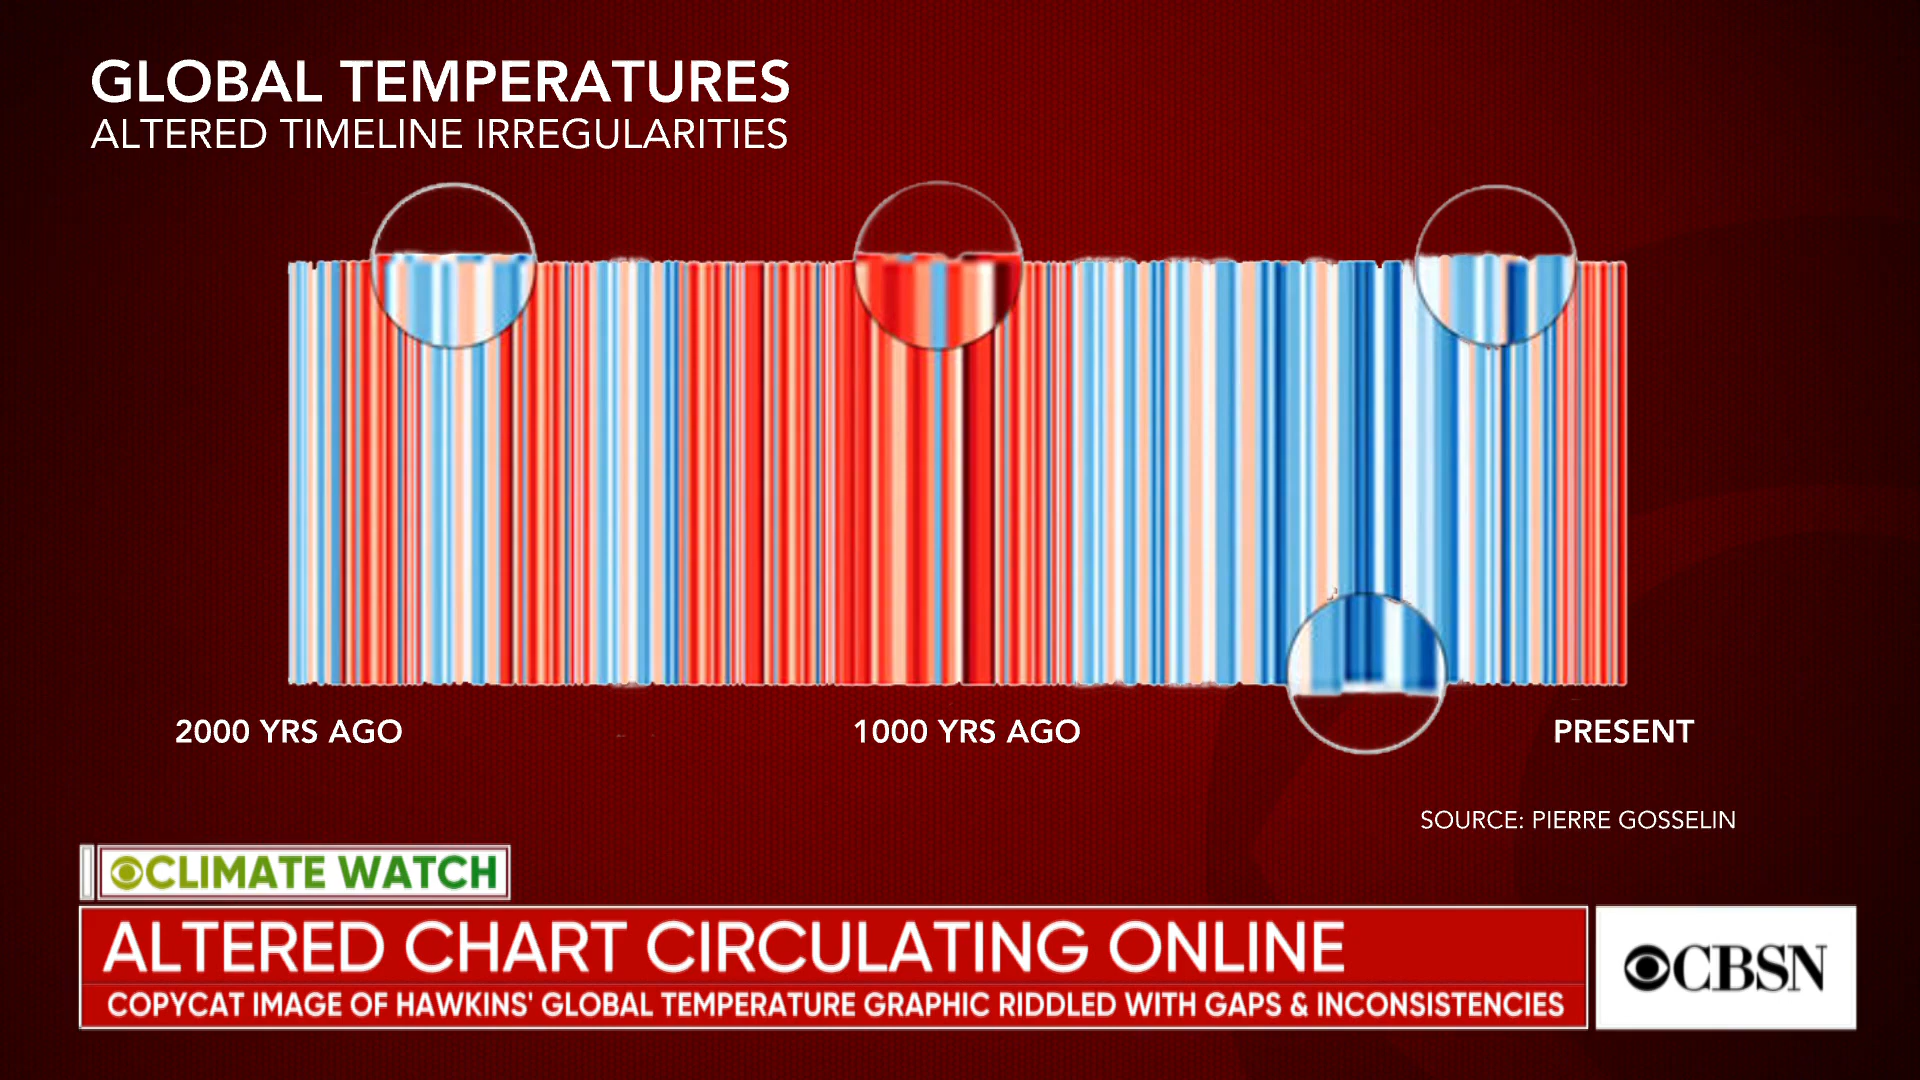 GLOBAL TEMPERATURES
ALTERED TIMELINE IRREGULARITIES
2000 YRS AGO
1000 YRS AGO
PRESENT
SOURCE: PIERRE GOSSELIN
CLIMATE WATCH
ALTERED CHART CIRCULATING ONLINE
COPYCAT IMAGE OF HAWKINS' GLOBAL TEMPERATURE GRAPHIC RIDDLED WITH GAPS & INCONSISTENCIES
CBSN